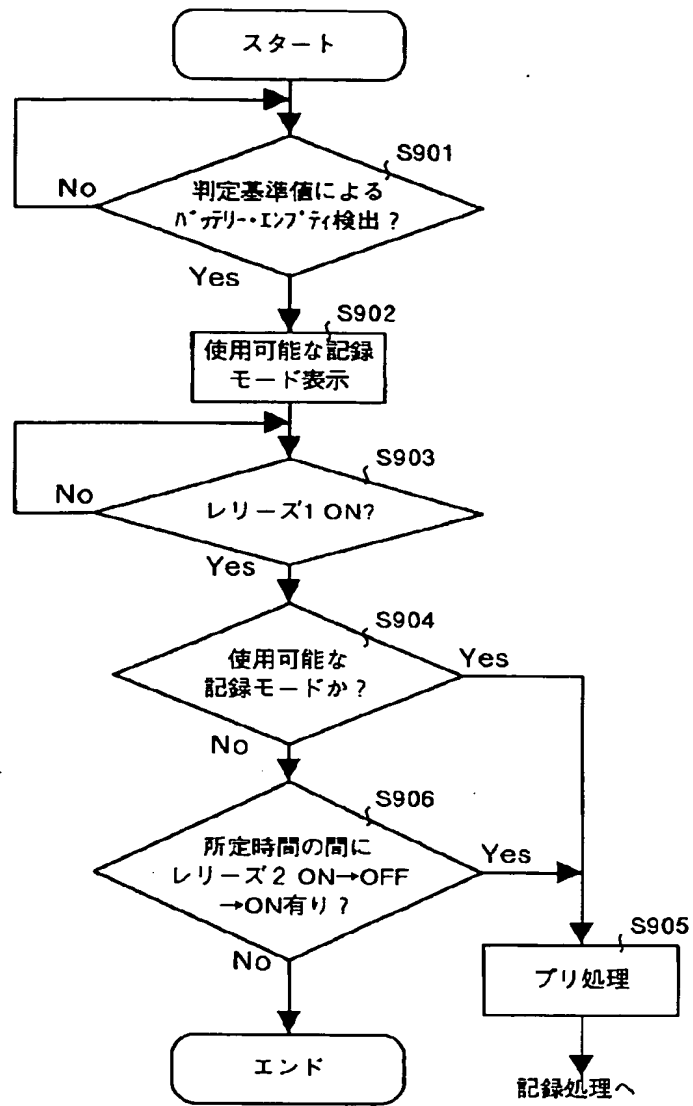 スタート
S901
No
判定基準値による
バッテリー・エンプティ検出？
Yes
S902
使用可能な記録
モード表示
S903
No
レリーズ1 ON?
Yes
S904
使用可能な
記録モードか？
Yes
No
S906
所定時間の間に
レリーズ2 ON→OFF
→ON有り？
Yes
No
S905
プリ処理
エンド
記録処理へ